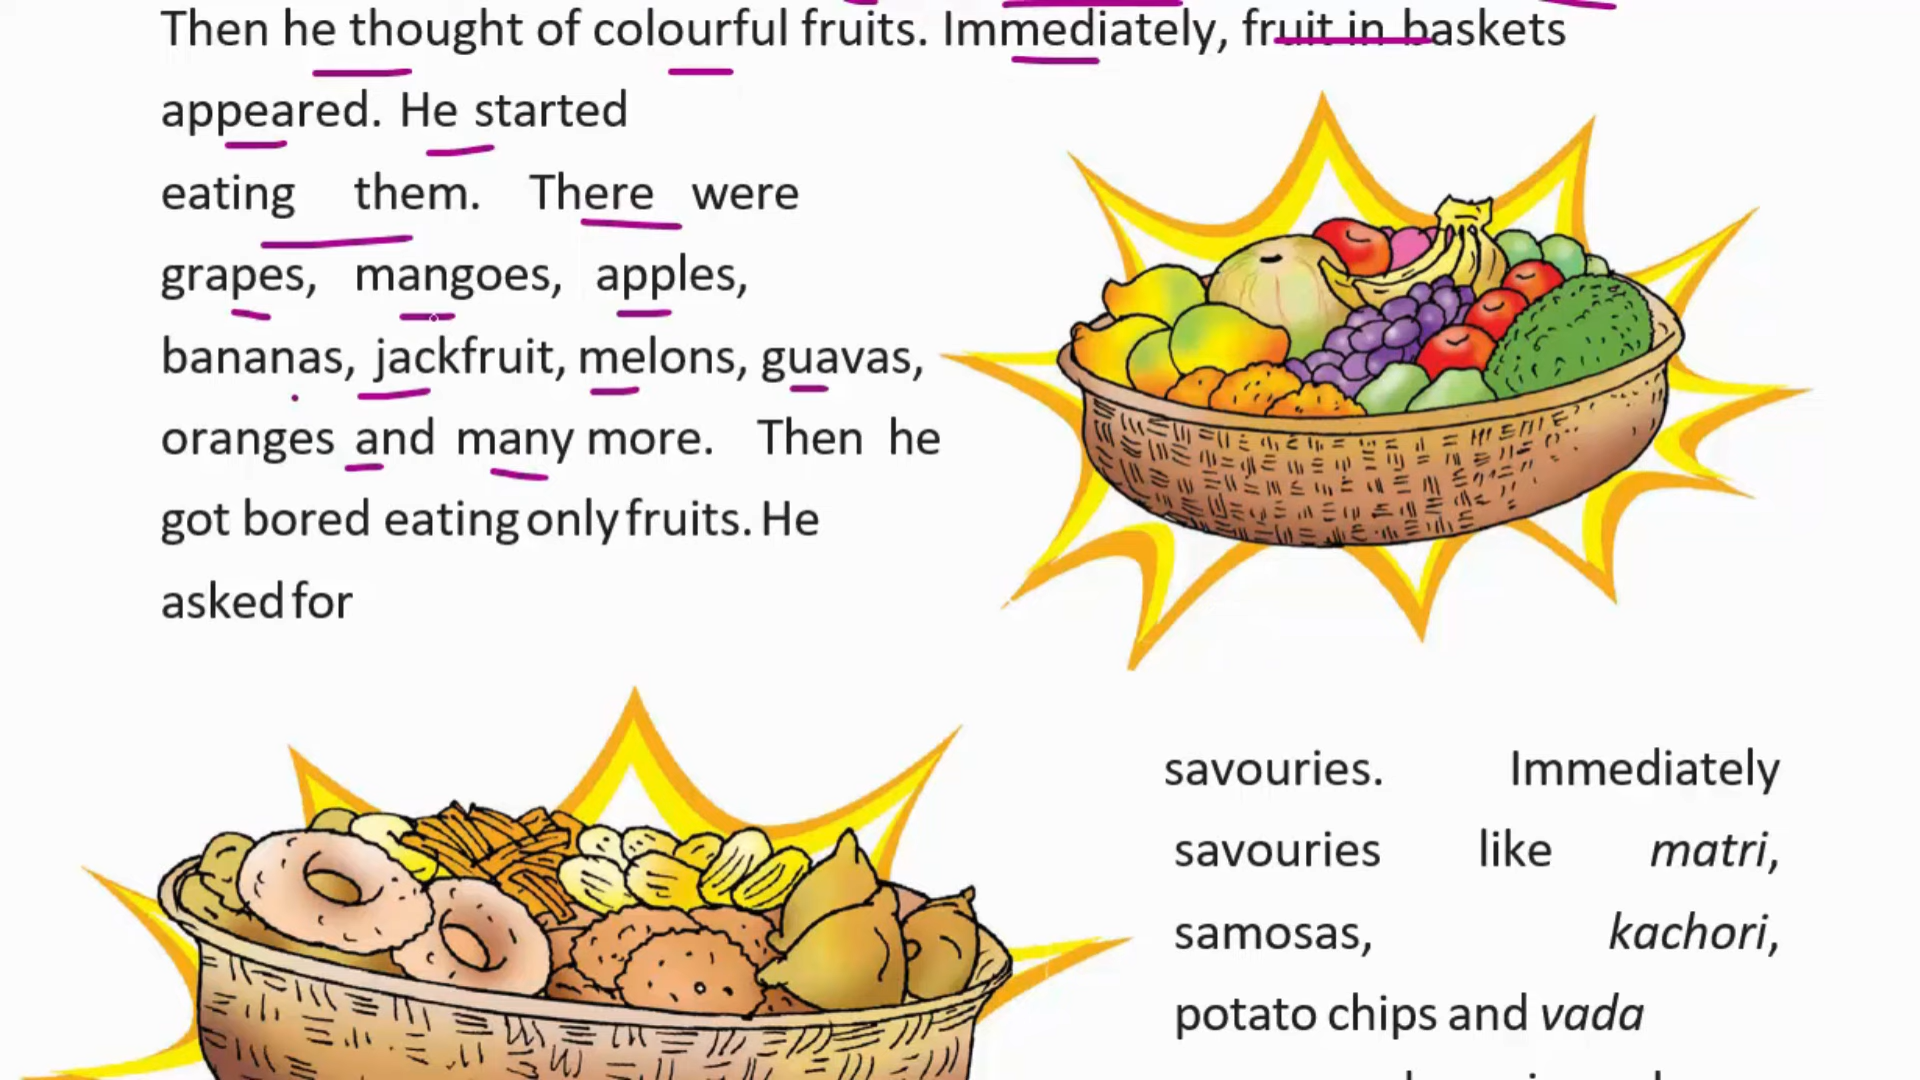 Then he thought of colourful fruits. Immediately, fruit in baskets
appeared. He started
eating them. There were
grapes, mangoes, apples,
bananas, jackfruit, melons, guavas,
oranges and many more. Then he
got bored eating only fruits. He
asked for
savouries. Immediately
savouries like matri,
samosas, kachori,
potato chips and vada